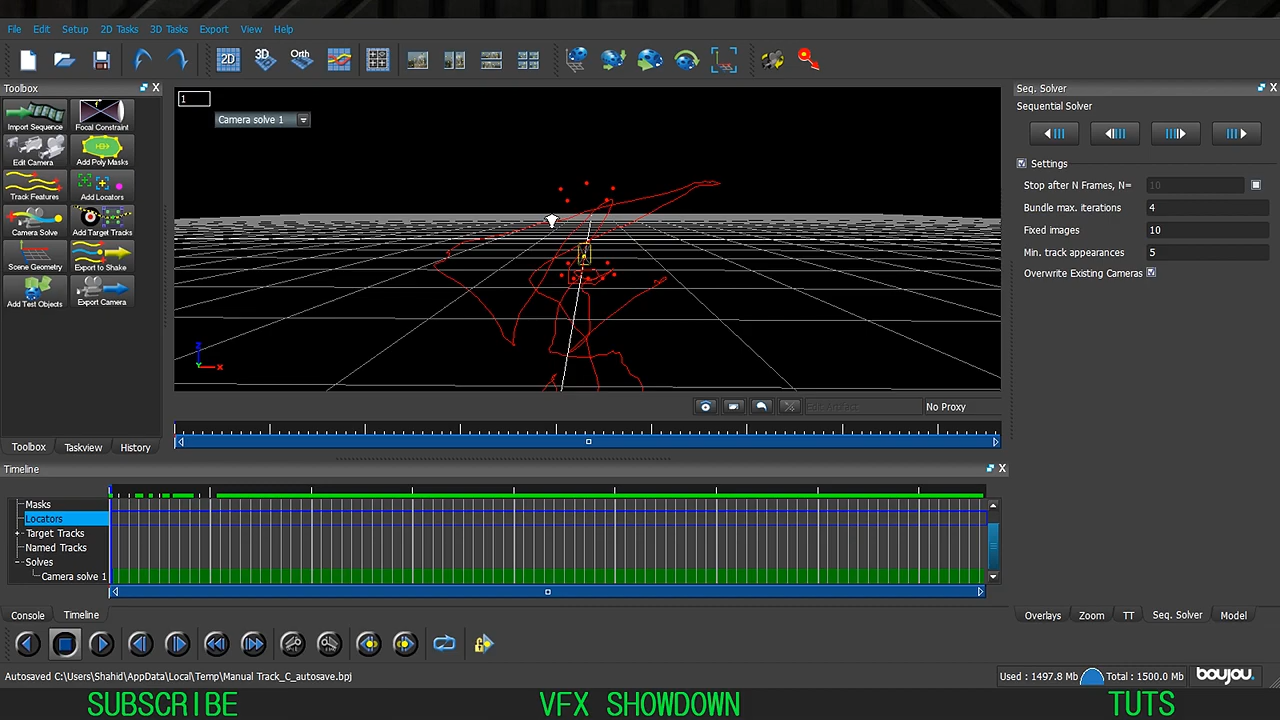 File Edit Setup 2D Tasks 3D Tasks Export View Help
2D 3D Orth
Toolbox
Import Sequence Focal Constraint
Edit Camera Add Poly Masks
Track Features Add Locators
Camera Solve Add Target Tracks
Scene Geometry Export to Shake
Add Test Objects Export Camera
Toolbox Taskview History
1
Camera solve 1
z
Y x
Edit Artifact No Proxy
Seq. Solver
Sequential Solver
Settings
Stop after N Frames, N= 10
Bundle max. iterations 4
Fixed images 10
Min. track appearances 5
Overwrite Existing Cameras
Timeline
Masks
Locators
Target Tracks
Named Tracks
Solves
Camera solve 1
Console Timeline
Overlays Zoom TT Seq. Solver Model
Autosaved C:\Users\Shahid\AppData\Local\Temp\Manual Track_C_autosave.bpj
Used : 1497.8 Mb Total : 1500.0 Mb boujou.
SUBSCRIBE VFX SHOWDOWN TUTS